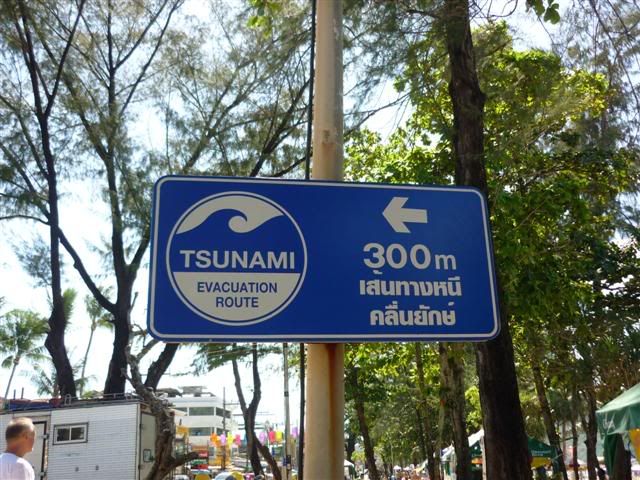 TSUNAMI
EVACUATION
ROUTE
300 m
เส้นทางหนี
คลื่นยักษ์